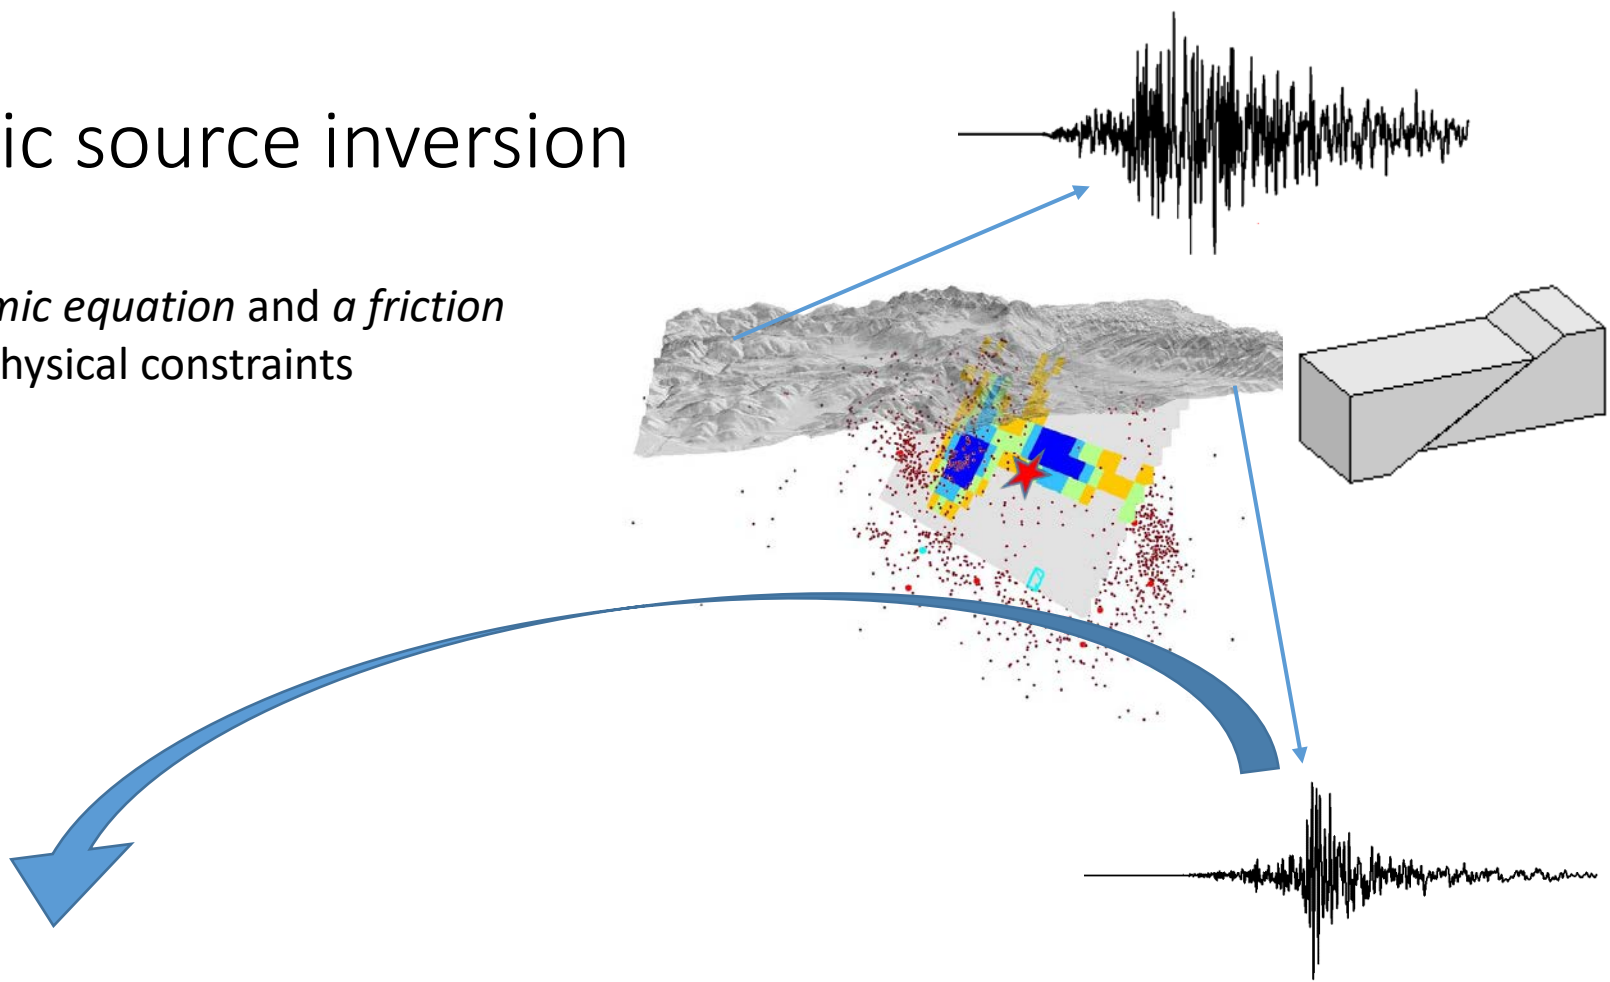 ic source inversion
mic equation and a friction
hysical constraints